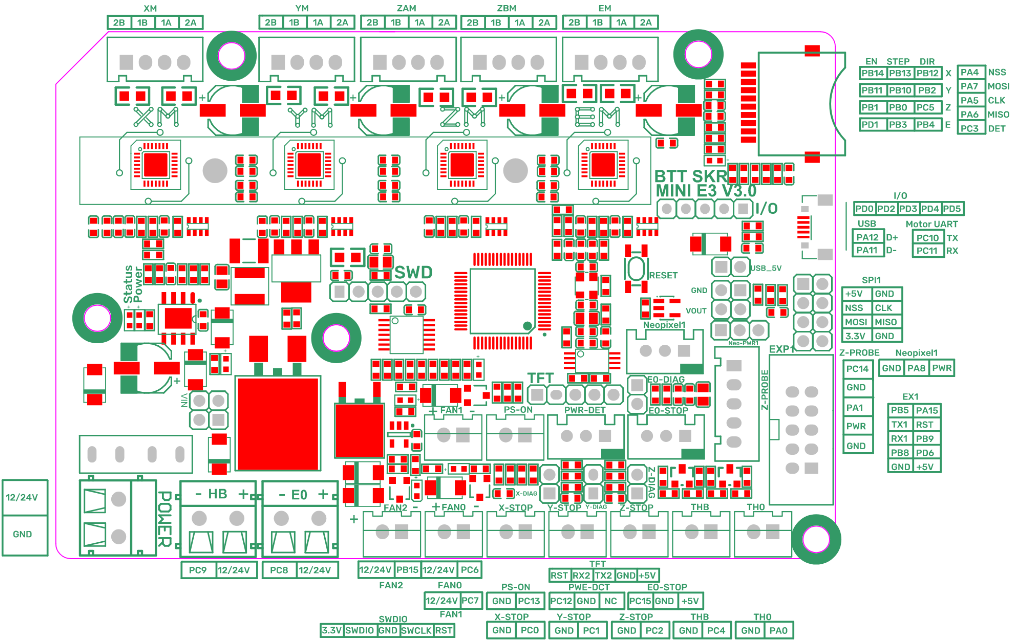 XM YM ZAM ZBM EM
2B 1B 1A 2A 2B 1B 1A 2A 2B 1B 1A 2A 2B 1B 1A 2A 2B 1B 1A 2A
EN STEP DIR
PB14 PB13 PB12 X PA4 NSS
PB11 PB10 PB2 Y PA7 MOSI
PA5 CLK
PB1 PB0 PC5 Z
PA6 MISO
PD1 PB3 PB4 E PC3 DET
+ + + +
XM YM ZM EM
BTT SKR
MINI E3 V3.0
I/O
I/O
PD0 PD2 PD3 PD4 PD5
USB Motor UART
PA12 D+ PC10 TX
PA11 D- PC11 RX
Status
Power
SWD
RESET
USB_5V
GND
VOUT
Neopixel1
Neo-PWR1
SPI1
+5V GND
NSS CLK
MOSI MISO
3.3V GND
EXP1
Z-PROBE Neopixel1
PC14 GND PA8 PWR
GND
PA1
PWR
GND
EX1
PB5 PA15
TX1 RST
RX1 PB9
PB8 PD6
GND +5V
Z-PROBE
E0-DIAG
TFT
+
VIN
+ FAN1 - PS-ON PWR-DET E0-STOP
12/24V
GND
POWER
- HB + - E0 +
X-DIAG Y-DIAG Z-DIAG
+ FAN2 - + FAN0 - X-STOP Y-STOP Z-STOP THB TH0
PC9 12/24V PC8 12/24V 12/24V PB15 12/24V PC6
FAN2 FAN0
TFT
RST RX2 TX2 GND +5V
PS-ON PWE-DCT E0-STOP
12/24V PC7 GND PC13 PC12 GND NC PC15 GND +5V
FAN1
SWDIO X-STOP Y-STOP Z-STOP THB TH0
3.3V SWDIO GND SWCLK RST GND PC0 GND PC1 GND PC2 GND PC4 GND PA0